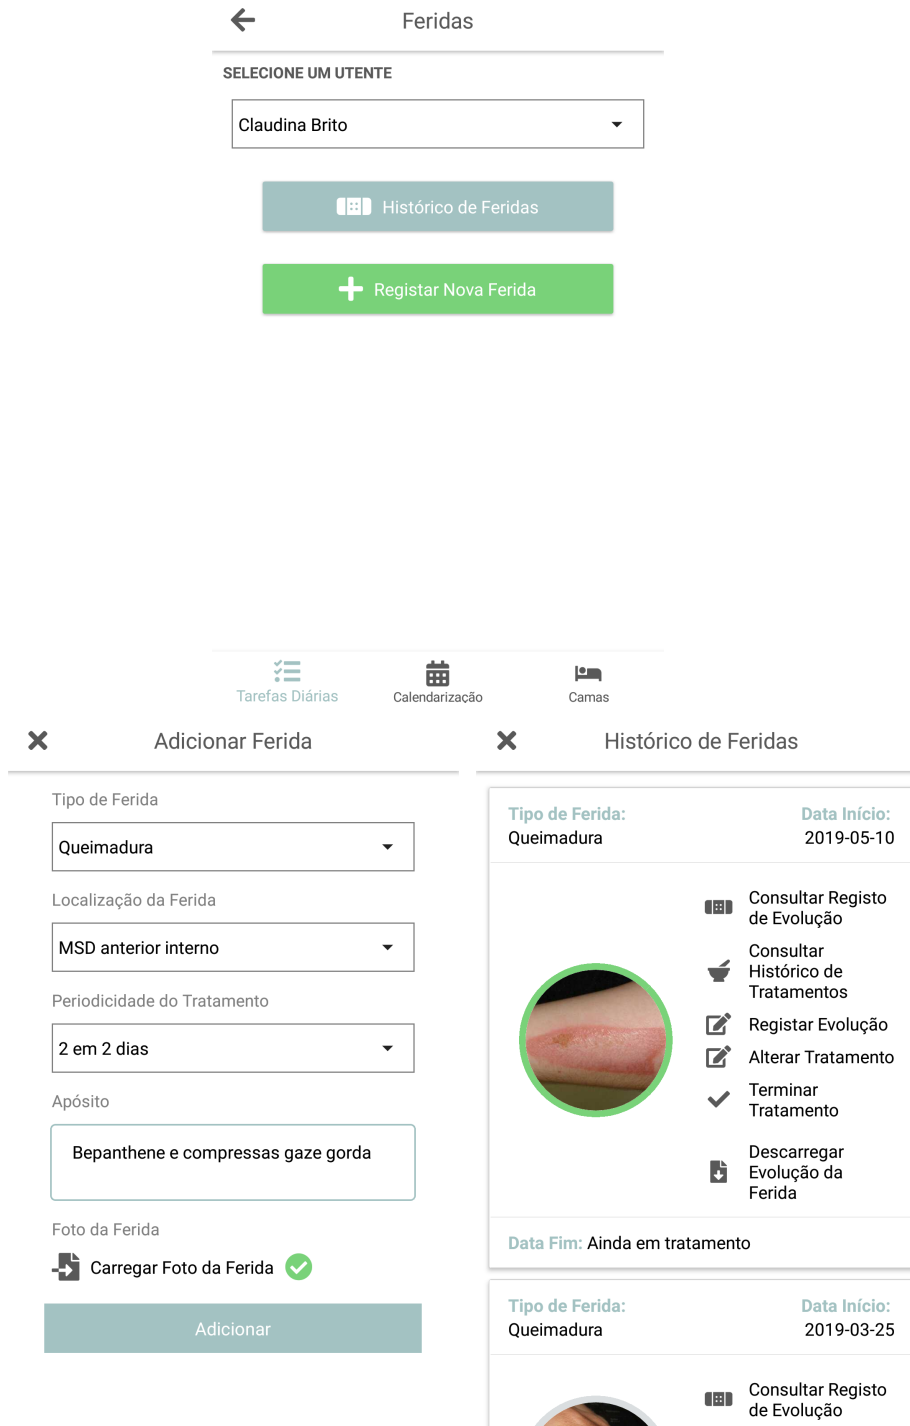 Feridas
SELECIONE UM UTENTE
Claudina Brito
Histórico de Feridas
Registar Nova Ferida
Tarefas Diárias
Calendarização
Camas
Adicionar Ferida
Tipo de Ferida
Queimadura
Localização da Ferida
MSD anterior interno
Periodicidade do Tratamento
2 em 2 dias
Apósito
Bepanthene e compressas gaze gorda
Foto da Ferida
Carregar Foto da Ferida
Adicionar
Histórico de Feridas
Tipo de Ferida:
Data Início:
Queimadura
2019-05-10
Consultar Registo
de Evolução
Consultar
Histórico de
Tratamentos
Registar Evolução
Alterar Tratamento
Terminar
Tratamento
Descarregar
Evolução da
Ferida
Data Fim: Ainda em tratamento
Tipo de Ferida:
Data Início:
Queimadura
2019-03-25
Consultar Registo
de Evolução